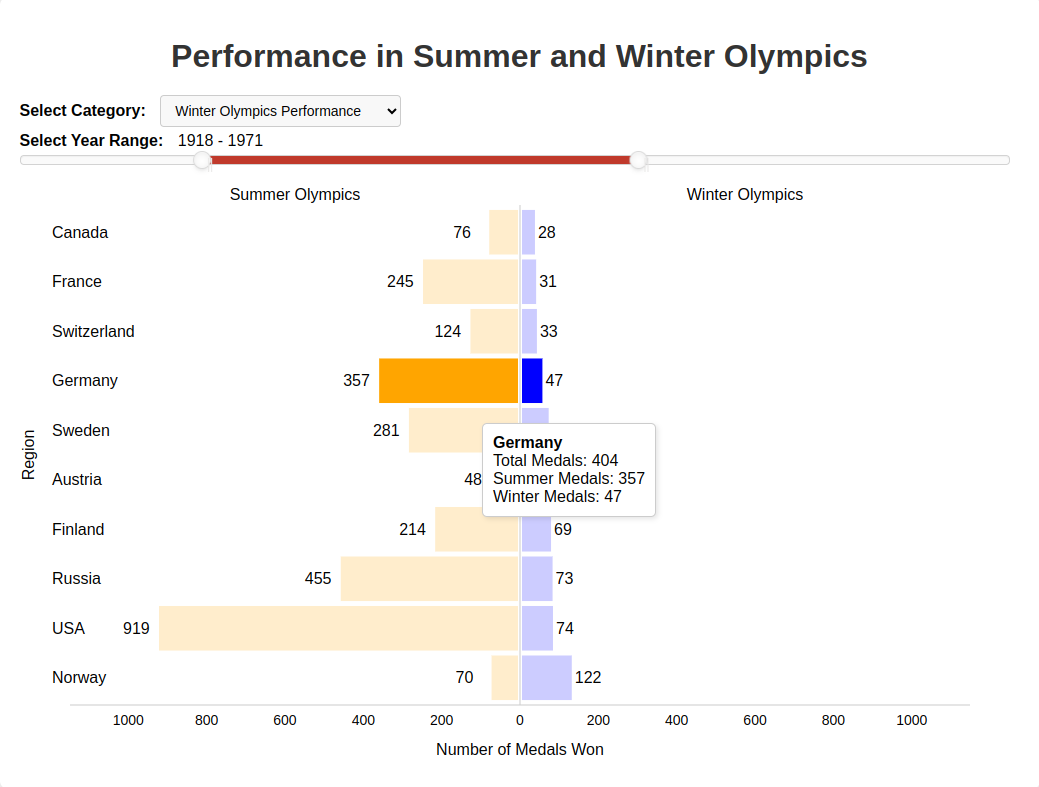 Performance in Summer and Winter Olympics
Select Category: Winter Olympics Performance
Select Year Range: 1918 - 1971
Summer Olympics Winter Olympics
Canada 76 28
France 245 31
Switzerland 124 33
Germany 357 47
Sweden 281
Germany
Total Medals: 404
Summer Medals: 357
Winter Medals: 47
Region
Austria 48
Finland 214 69
Russia 455 73
USA 919 74
Norway 70 122
1000 800 600 400 200 0 200 400 600 800 1000
Number of Medals Won